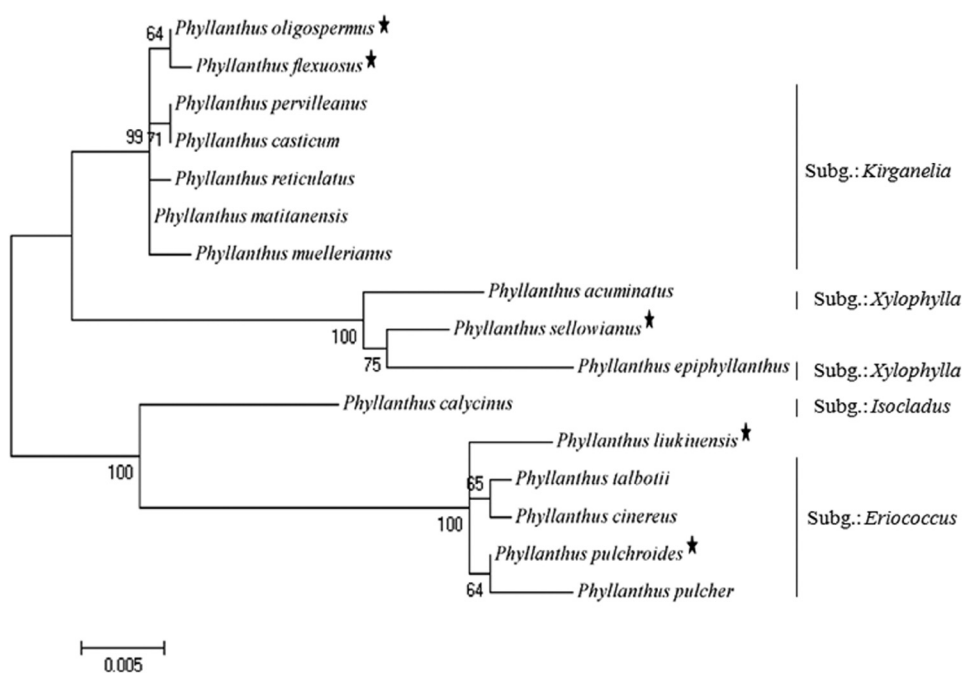 64
Phyllanthus oligospermus★
Phyllanthus flexuosus★
Phyllanthus pervilleanus
99 71
Phyllanthus casticum
Subg.: Kirganelia
Phyllanthus reticulatus
Phyllanthus matitanensis
Phyllanthus muellerianus
Phyllanthus acuminatus
Subg.: Xylophylla
100
Phyllanthus sellowianus★
75
Phyllanthus epiphyllanthus
Subg.: Xylophylla
Phyllanthus calycinus
Subg.: Isocladus
Phyllanthus liukiuensis★
100
65
Phyllanthus talbotii
Phyllanthus cinereus
Subg.: Eriococcus
100
Phyllanthus pulchroides★
64
Phyllanthus pulcher
0.005